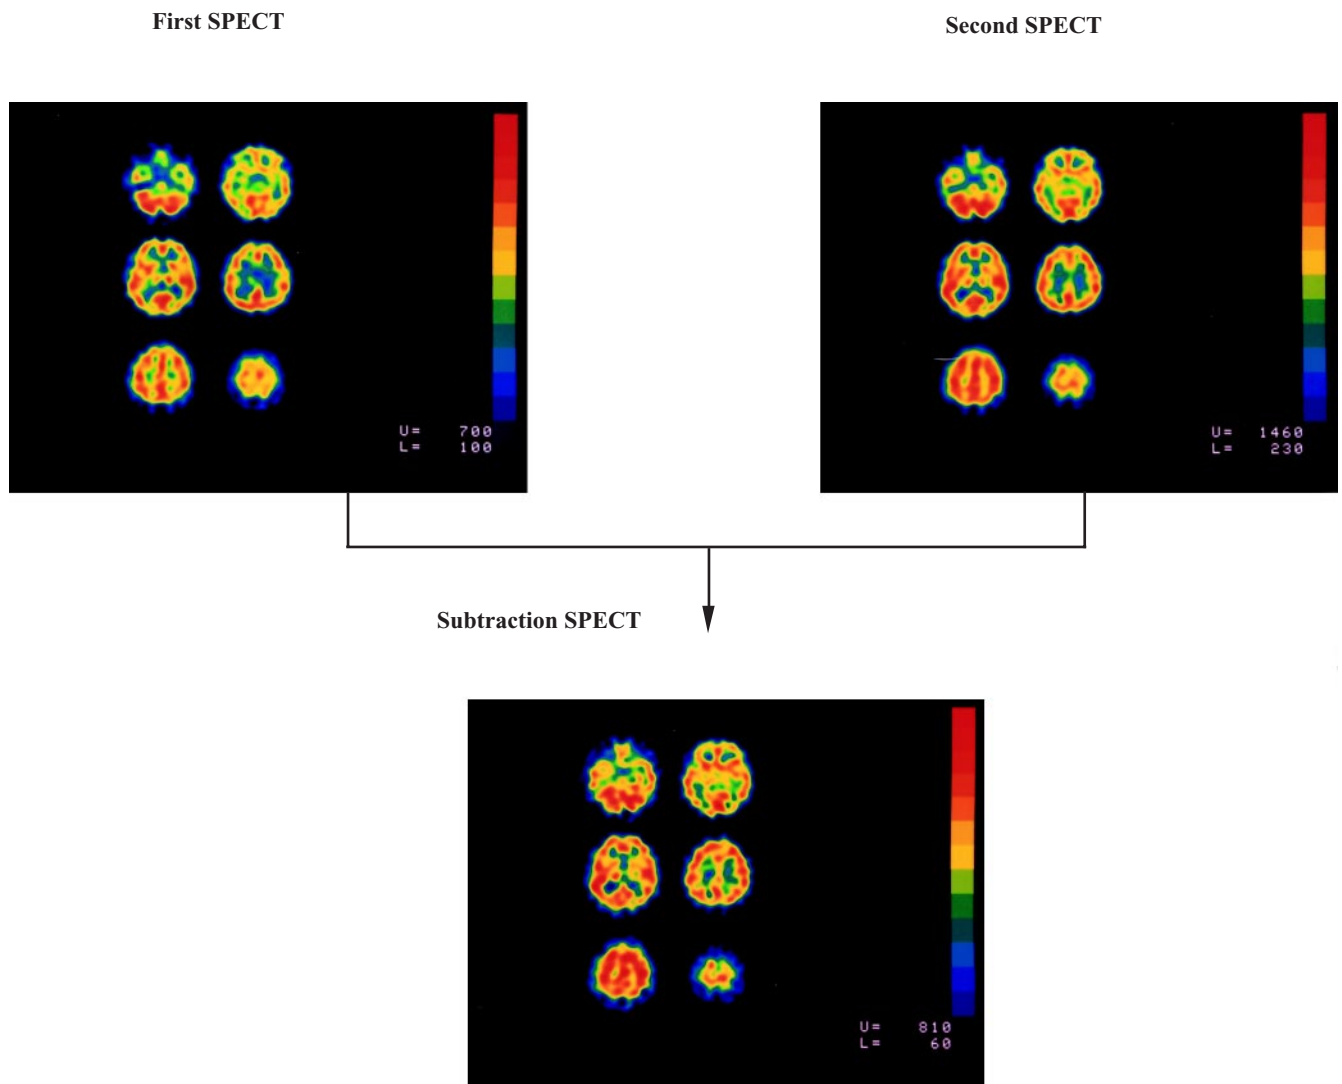 First SPECT
Second SPECT
U= 700
L= 100
U= 1460
L= 230
Subtraction SPECT
U= 810
L= 60